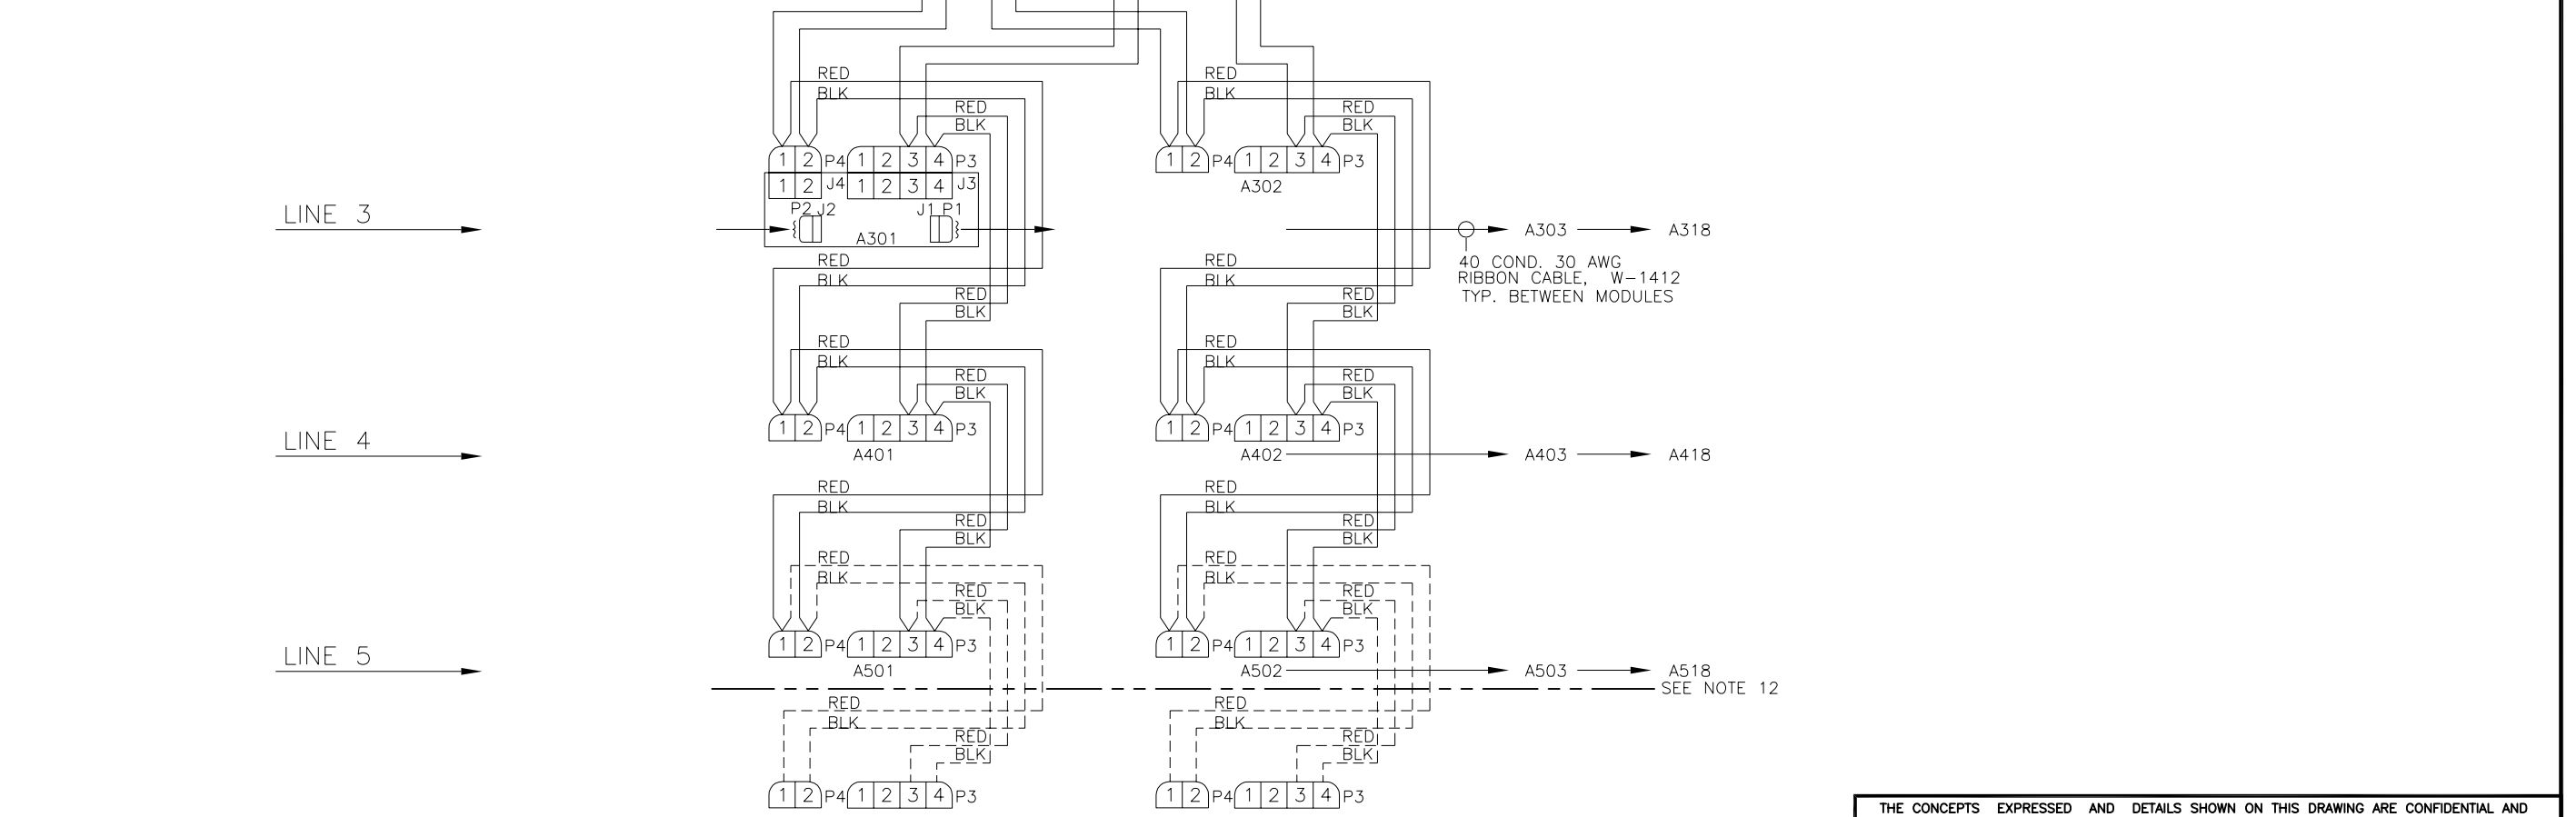 RED RED
BLK BLK
RED RED
BLK BLK
1 2 P4 1 2 3 4 P3 1 2 P4 1 2 3 4 P3
1 2 J4 1 2 3 4 J3 A302
P2 J2 J1 P1
LINE 3 A303 A318
A301
40 COND. 30 AWG
RIBBON CABLE, W-1412
TYP. BETWEEN MODULES
RED RED
BLK BLK
RED RED
BLK BLK
RED RED
BLK BLK
RED RED
BLK BLK
1 2 P4 1 2 3 4 P3 1 2 P4 1 2 3 4 P3
LINE 4 A401 A402 A403 A418
RED RED
BLK BLK
RED RED
BLK BLK
RED RED
BLK BLK
RED RED
BLK BLK
1 2 P4 1 2 3 4 P3 1 2 P4 1 2 3 4 P3
LINE 5 A501 A502 A503 A518
SEE NOTE 12
RED RED
BLK BLK
RED RED
BLK BLK
1 2 P4 1 2 3 4 P3 1 2 P4 1 2 3 4 P3
THE CONCEPTS EXPRESSED AND DETAILS SHOWN ON THIS DRAWING ARE CONFIDENTIAL AND